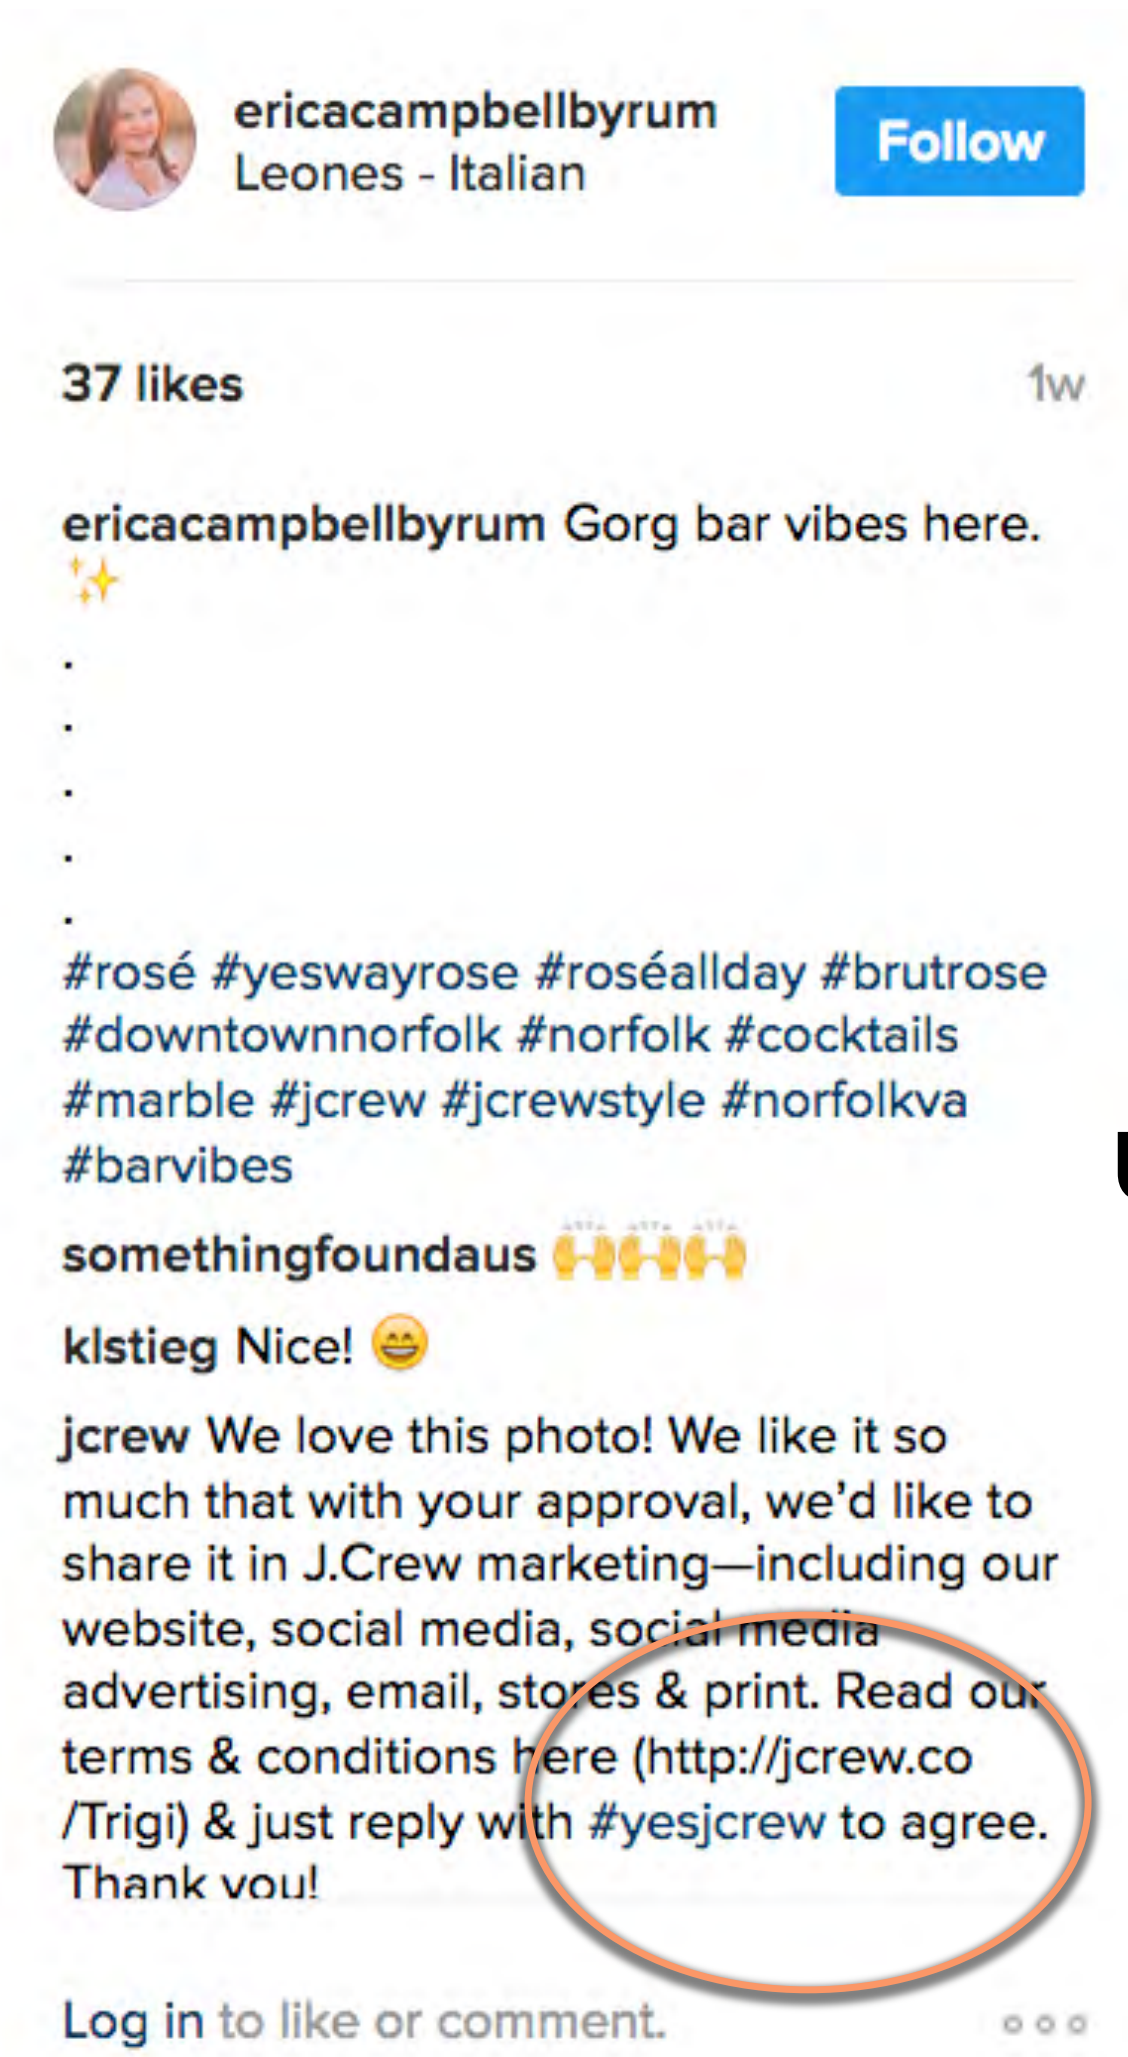 ericacampbellbyrum
Leones - Italian
Follow
37 likes
1w
ericacampbellbyrum Gorg bar vibes here.
✨
.
.
.
.
.
#rosé #yeswayrose #roséallday #brutrose
#downtownnorfolk #norfolk #cocktails
#marble #jcrew #jcrewstyle #norfolkva
#barvibes
somethingfoundaus 🙌🙌🙌
klstieg Nice! 😄
jcrew We love this photo! We like it so
much that with your approval, we’d like to
share it in J.Crew marketing—including our
website, social media, social media
advertising, email, stores & print. Read our
terms & conditions here (http://jcrew.co
/Trigi) & just reply with #yesjcrew to agree.
Thank you!
Log in to like or comment.